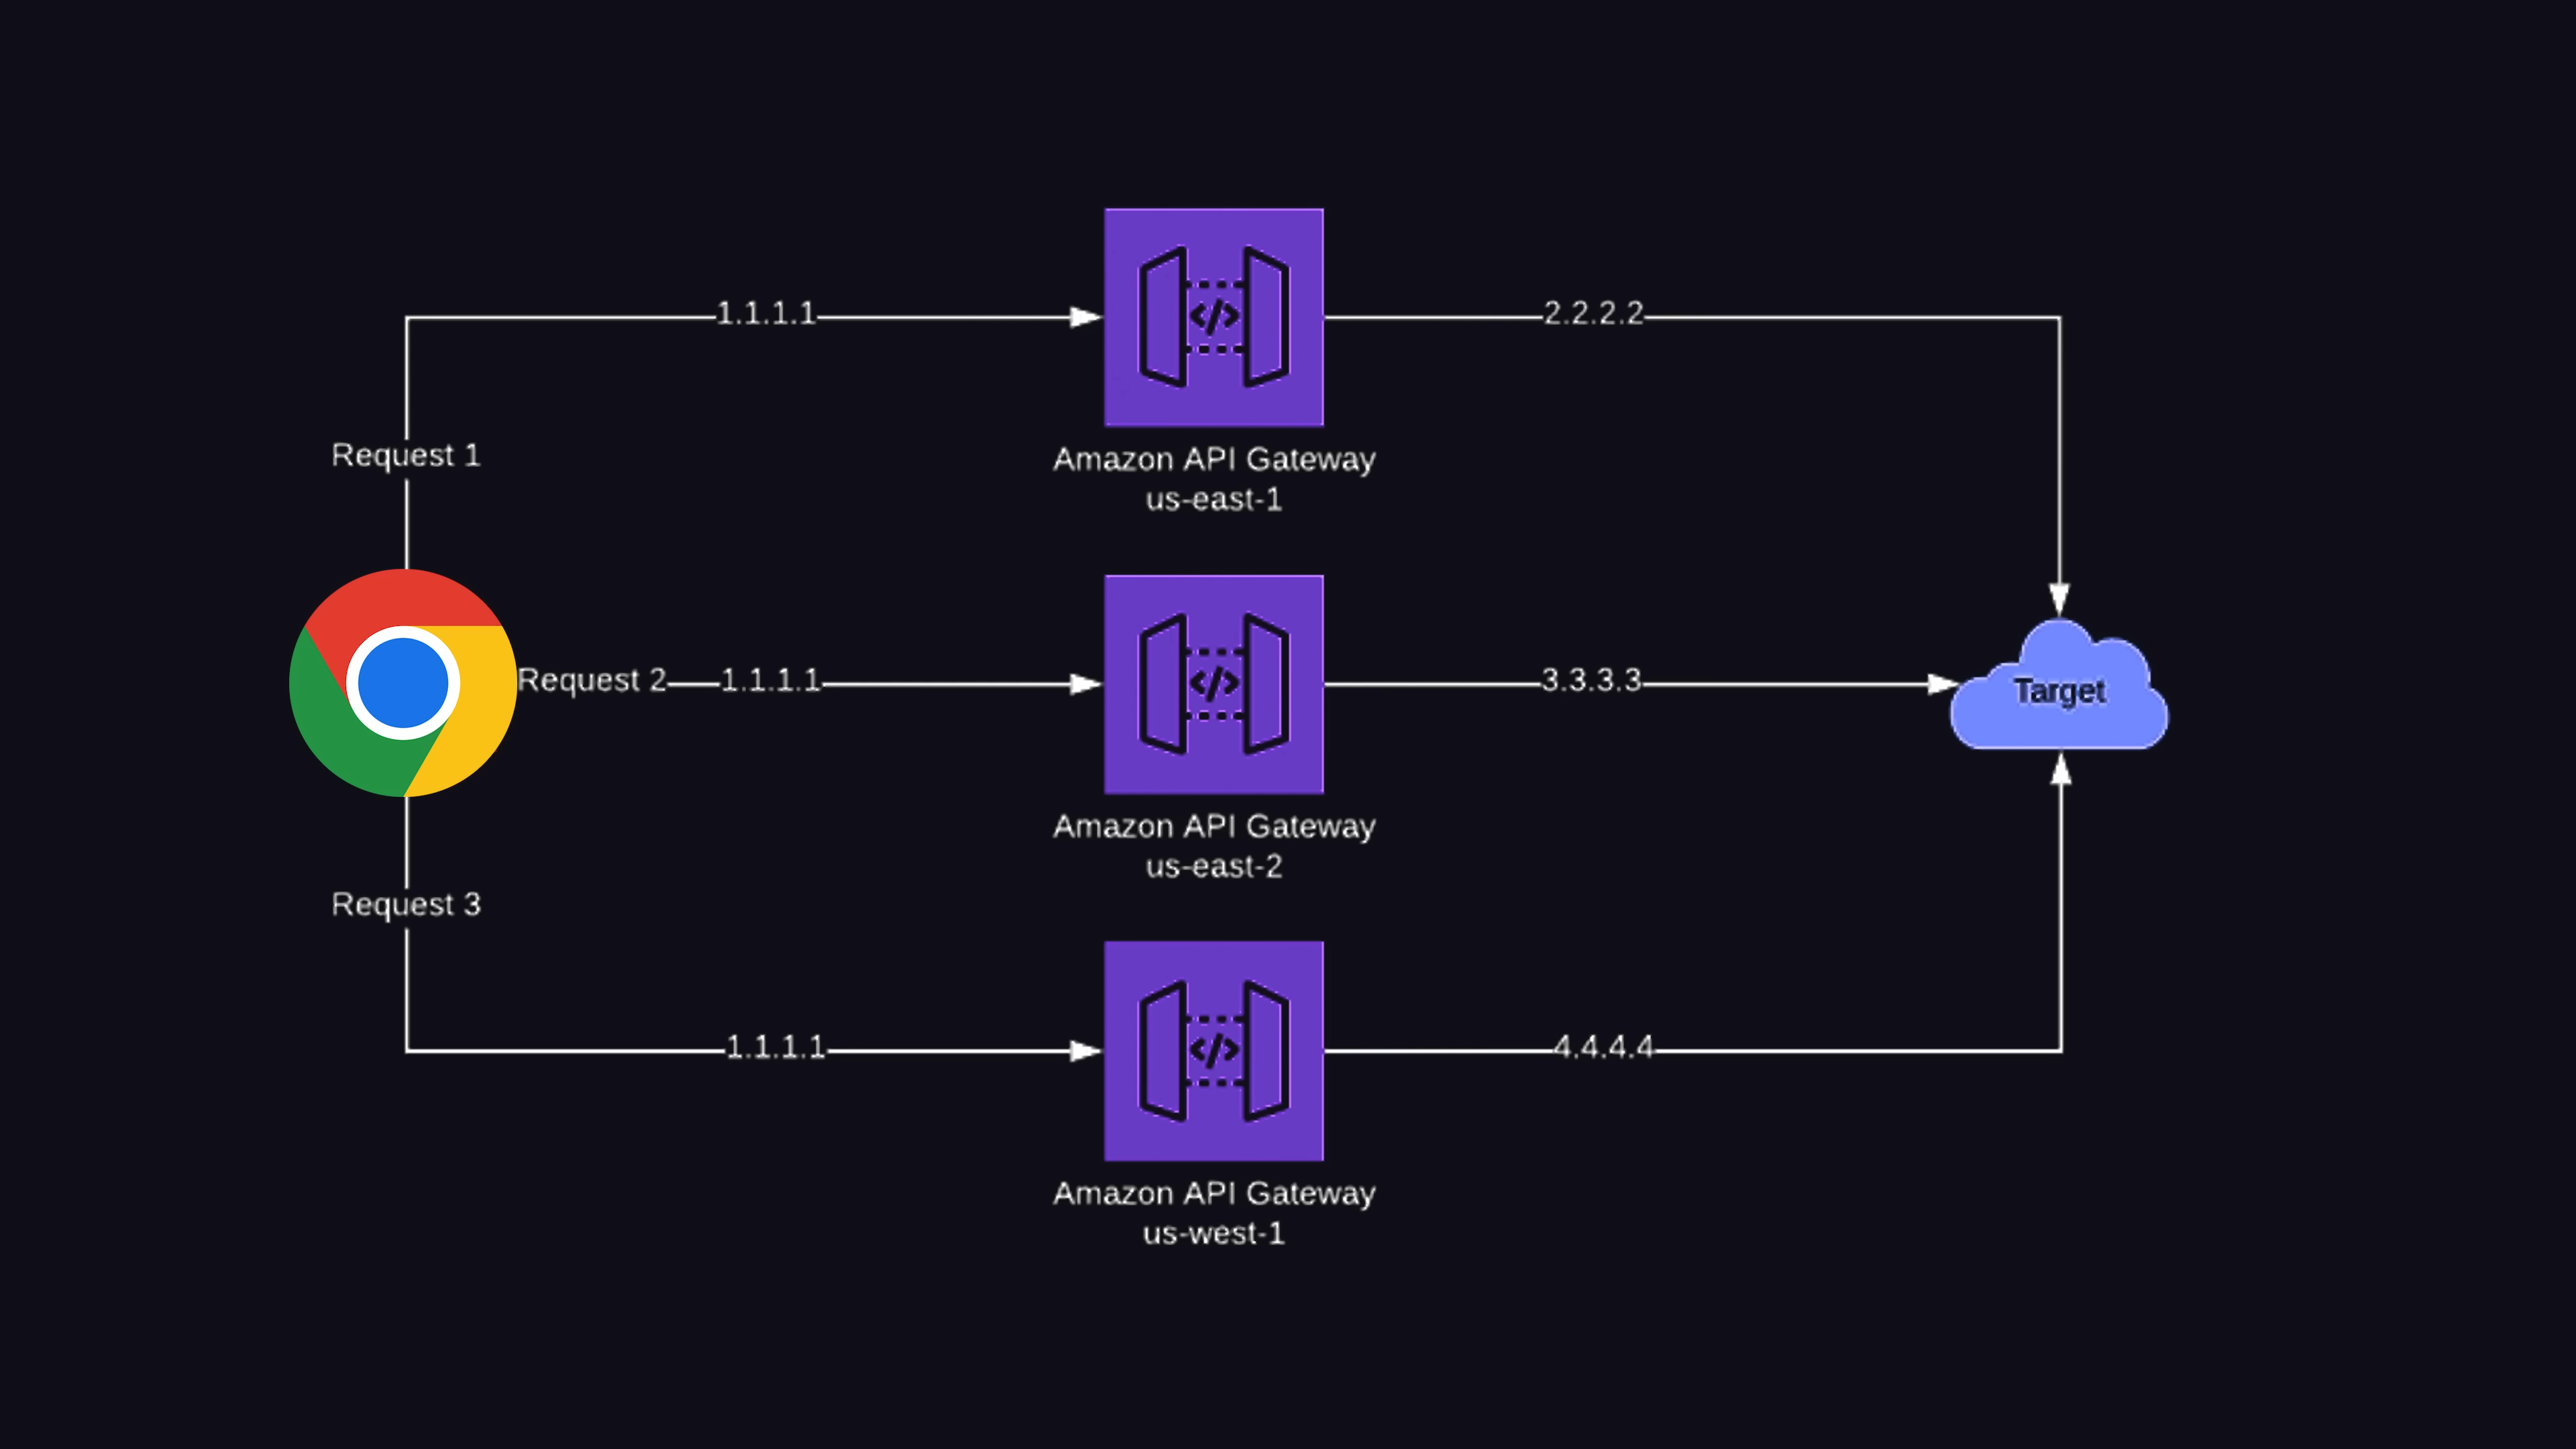 1.1.1.1
2.2.2.2
Request 1
Amazon API Gateway
us-east-1
Request 2
1.1.1.1
3.3.3.3
Target
Amazon API Gateway
us-east-2
Request 3
1.1.1.1
4.4.4.4
Amazon API Gateway
us-west-1